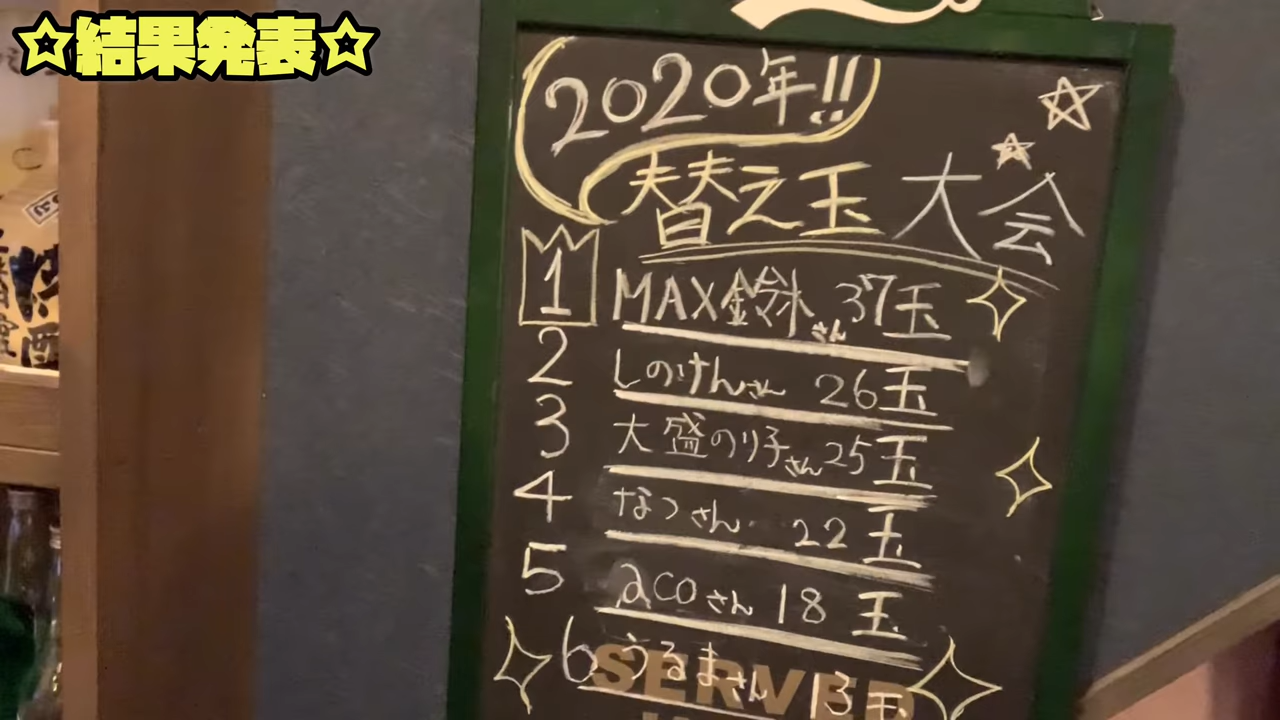 ☆結果発表☆
2020年!!
替え玉大会
1 MAX鈴木さん 37玉
2 しのけんさん 26玉
3 大盛のり子さん 25玉
4 なつさん 22玉
5 acoさん 18玉
6 うるまさん 13玉
SERVED